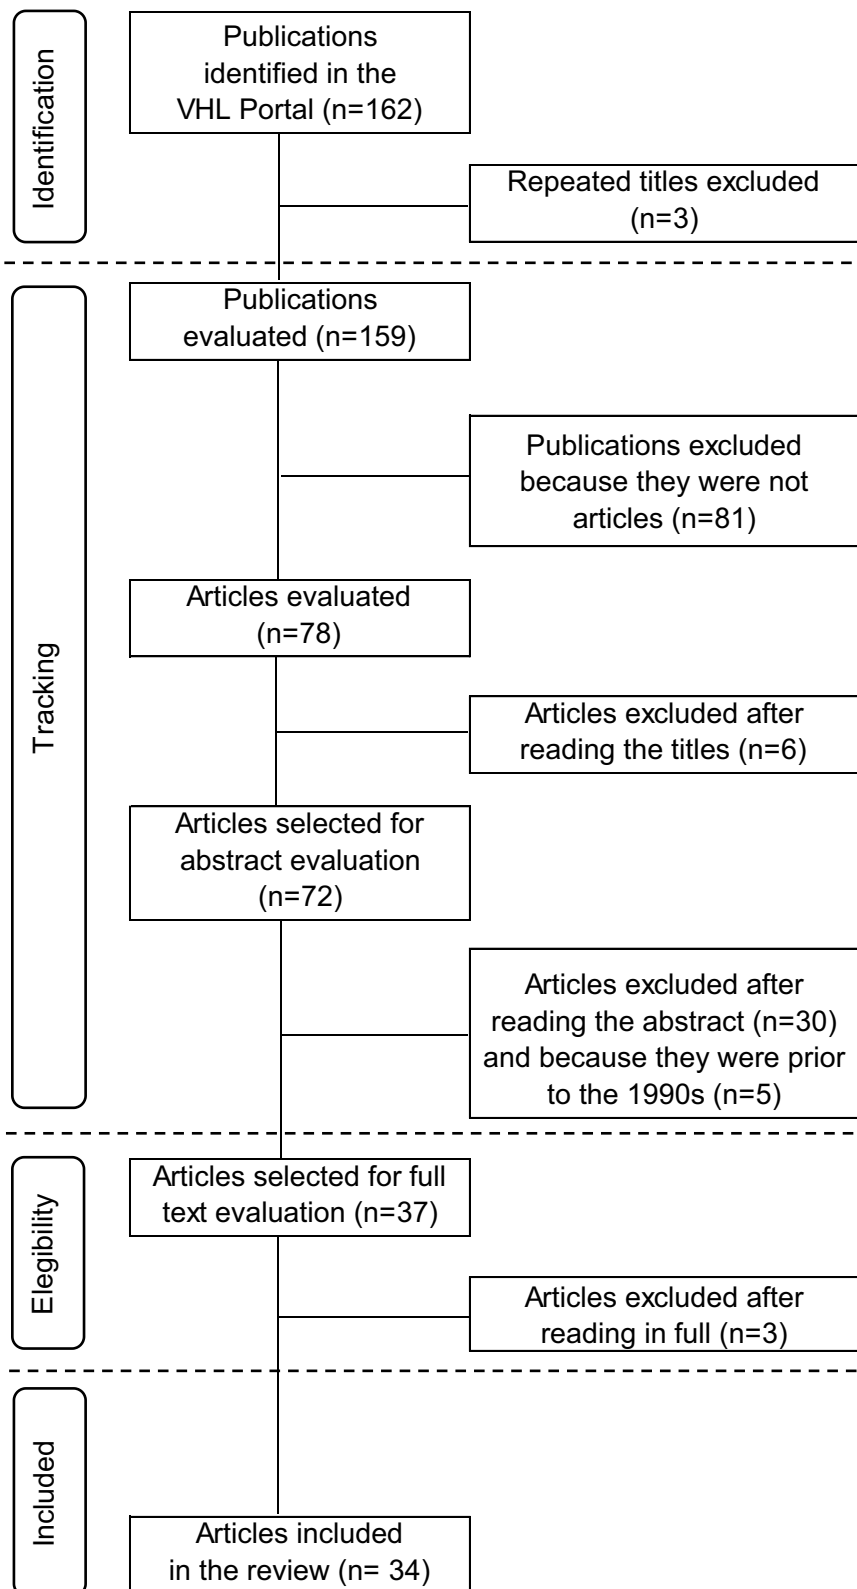 Identification
Publications
identified in the
VHL Portal (n=162)
Repeated titles excluded
(n=3)
Tracking
Publications
evaluated (n=159)
Publications excluded
because they were not
articles (n=81)
Articles evaluated
(n=78)
Articles excluded after
reading the titles (n=6)
Articles selected for
abstract evaluation
(n=72)
Articles excluded after
reading the abstract (n=30)
and because they were prior
to the 1990s (n=5)
Elegibility
Articles selected for full
text evaluation (n=37)
Articles excluded after
reading in full (n=3)
Included
Articles included
in the review (n= 34)